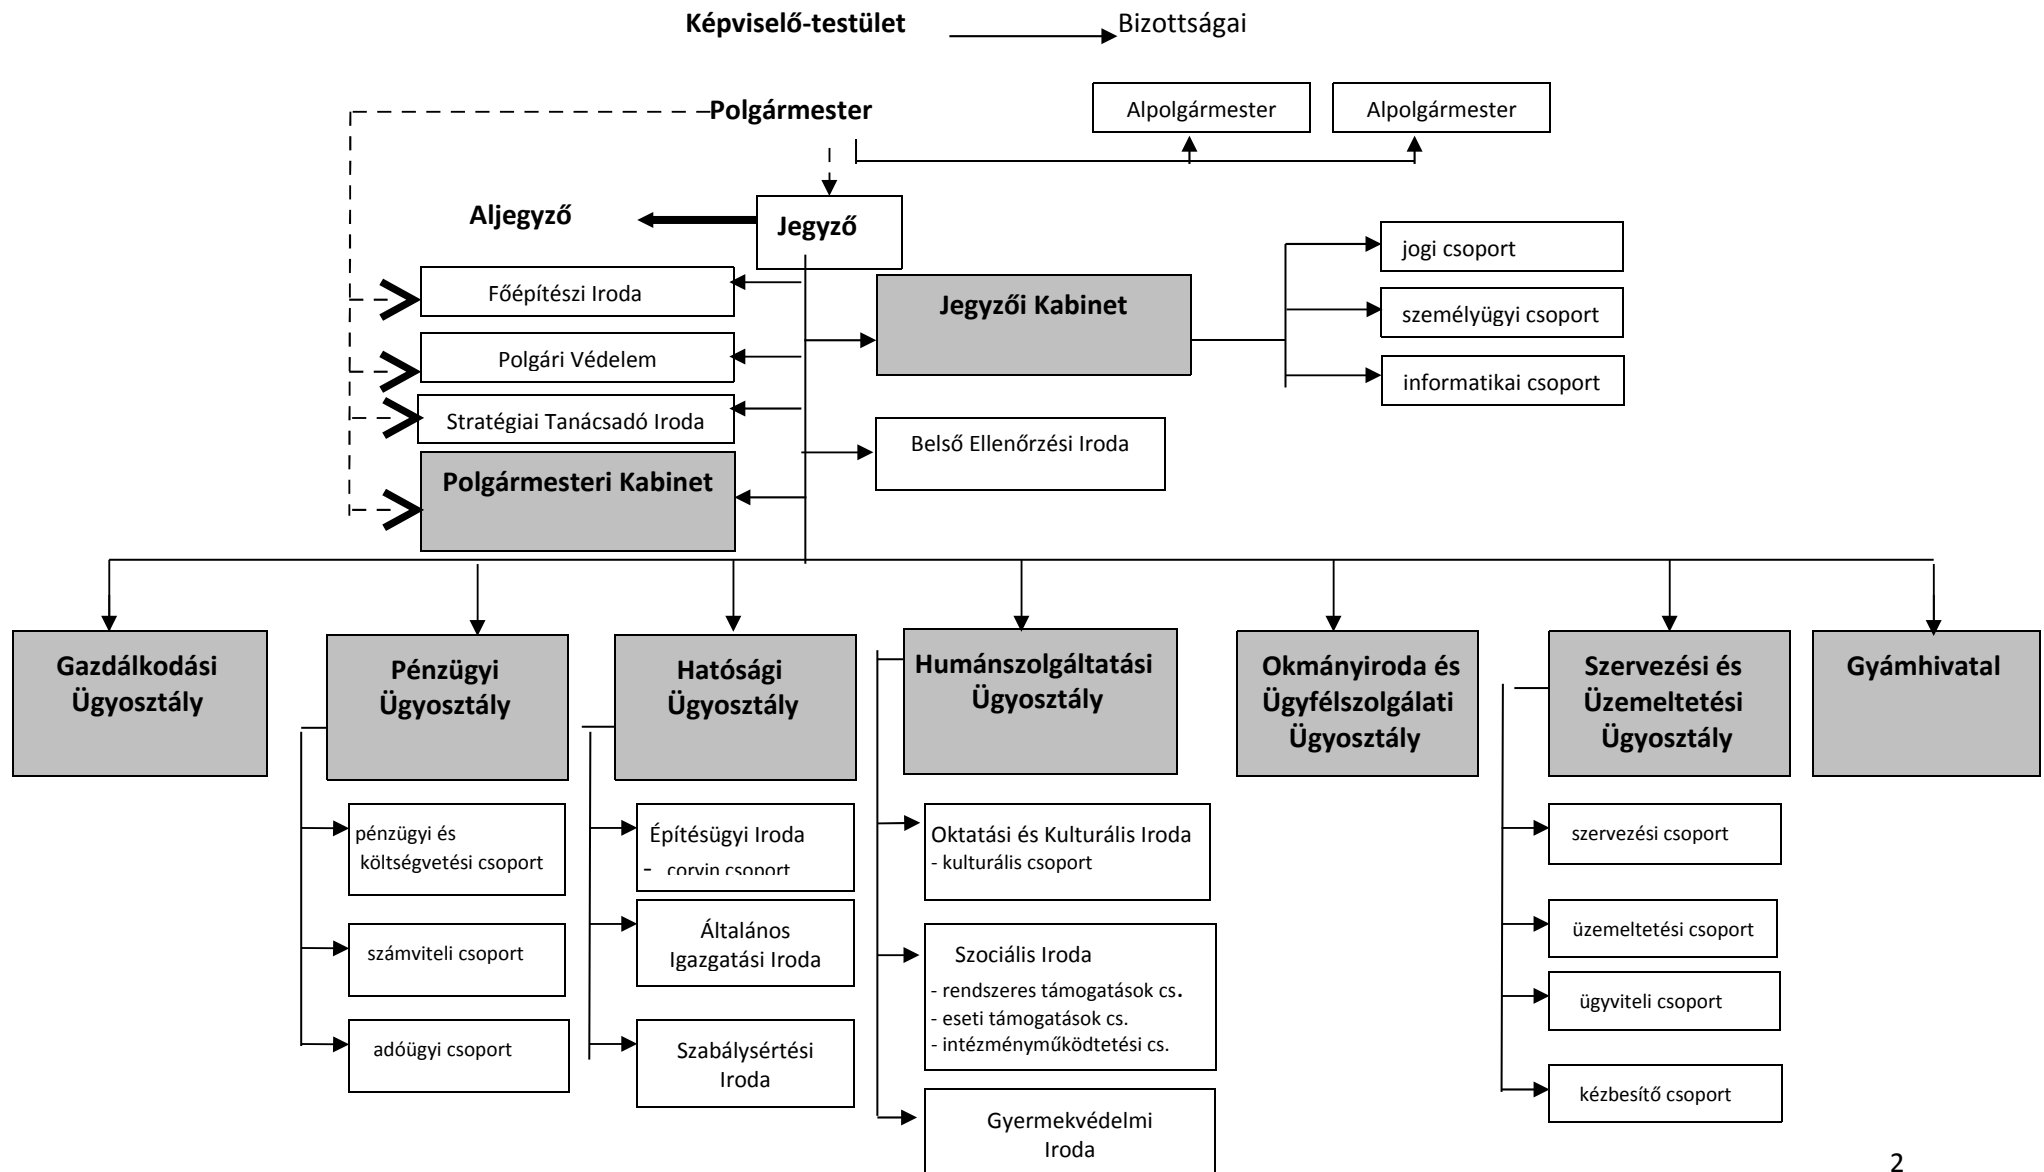 Képviselő-testület Bizottságai
Polgármester
Alpolgármester
Alpolgármester
Aljegyző
Jegyző
Főépítészi Iroda
Polgári Védelem
Stratégiai Tanácsadó Iroda
Polgármesteri Kabinet
Jegyzői Kabinet
Belső Ellenőrzési Iroda
jogi csoport
személyügyi csoport
informatikai csoport
Gazdálkodási
Ügyosztály
Pénzügyi
Ügyosztály
pénzügyi és
költségvetési csoport
számviteli csoport
adóügyi csoport
Hatósági
Ügyosztály
Építésügyi Iroda
- corvin csoport
Általános
Igazgatási Iroda
Szabálysértési
Iroda
Humánszolgáltatási
Ügyosztály
Oktatási és Kulturális Iroda
- kulturális csoport
Szociális Iroda
- rendszeres támogatások cs.
- eseti támogatások cs.
- intézményműködtetési cs.
Gyermekvédelmi
Iroda
Okmányiroda és
Ügyfélszolgálati
Ügyosztály
Szervezési és
Üzemeltetési
Ügyosztály
szervezési csoport
üzemeltetési csoport
ügyviteli csoport
kézbesítő csoport
Gyámhivatal
2